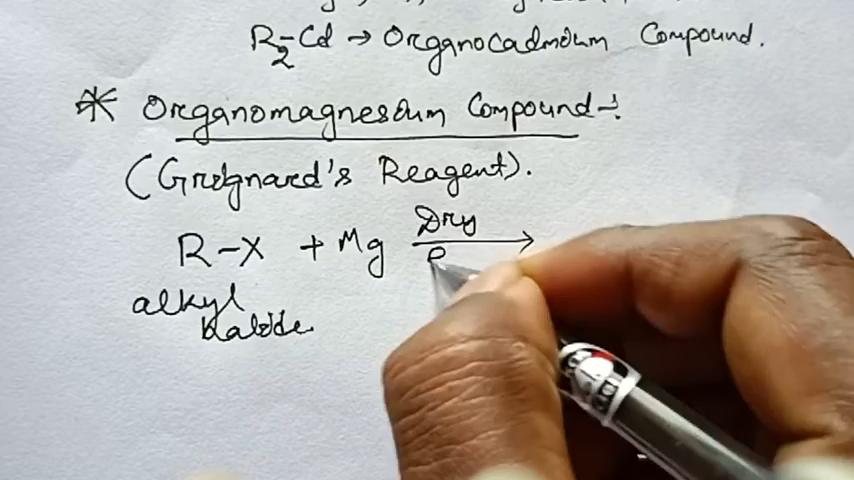 R2-Cd → Organocadmium Compound.
* Organomagnesium Compound-:
(Grignard's Reagent).
R-X + Mg Dry →
e
alkyl
halide